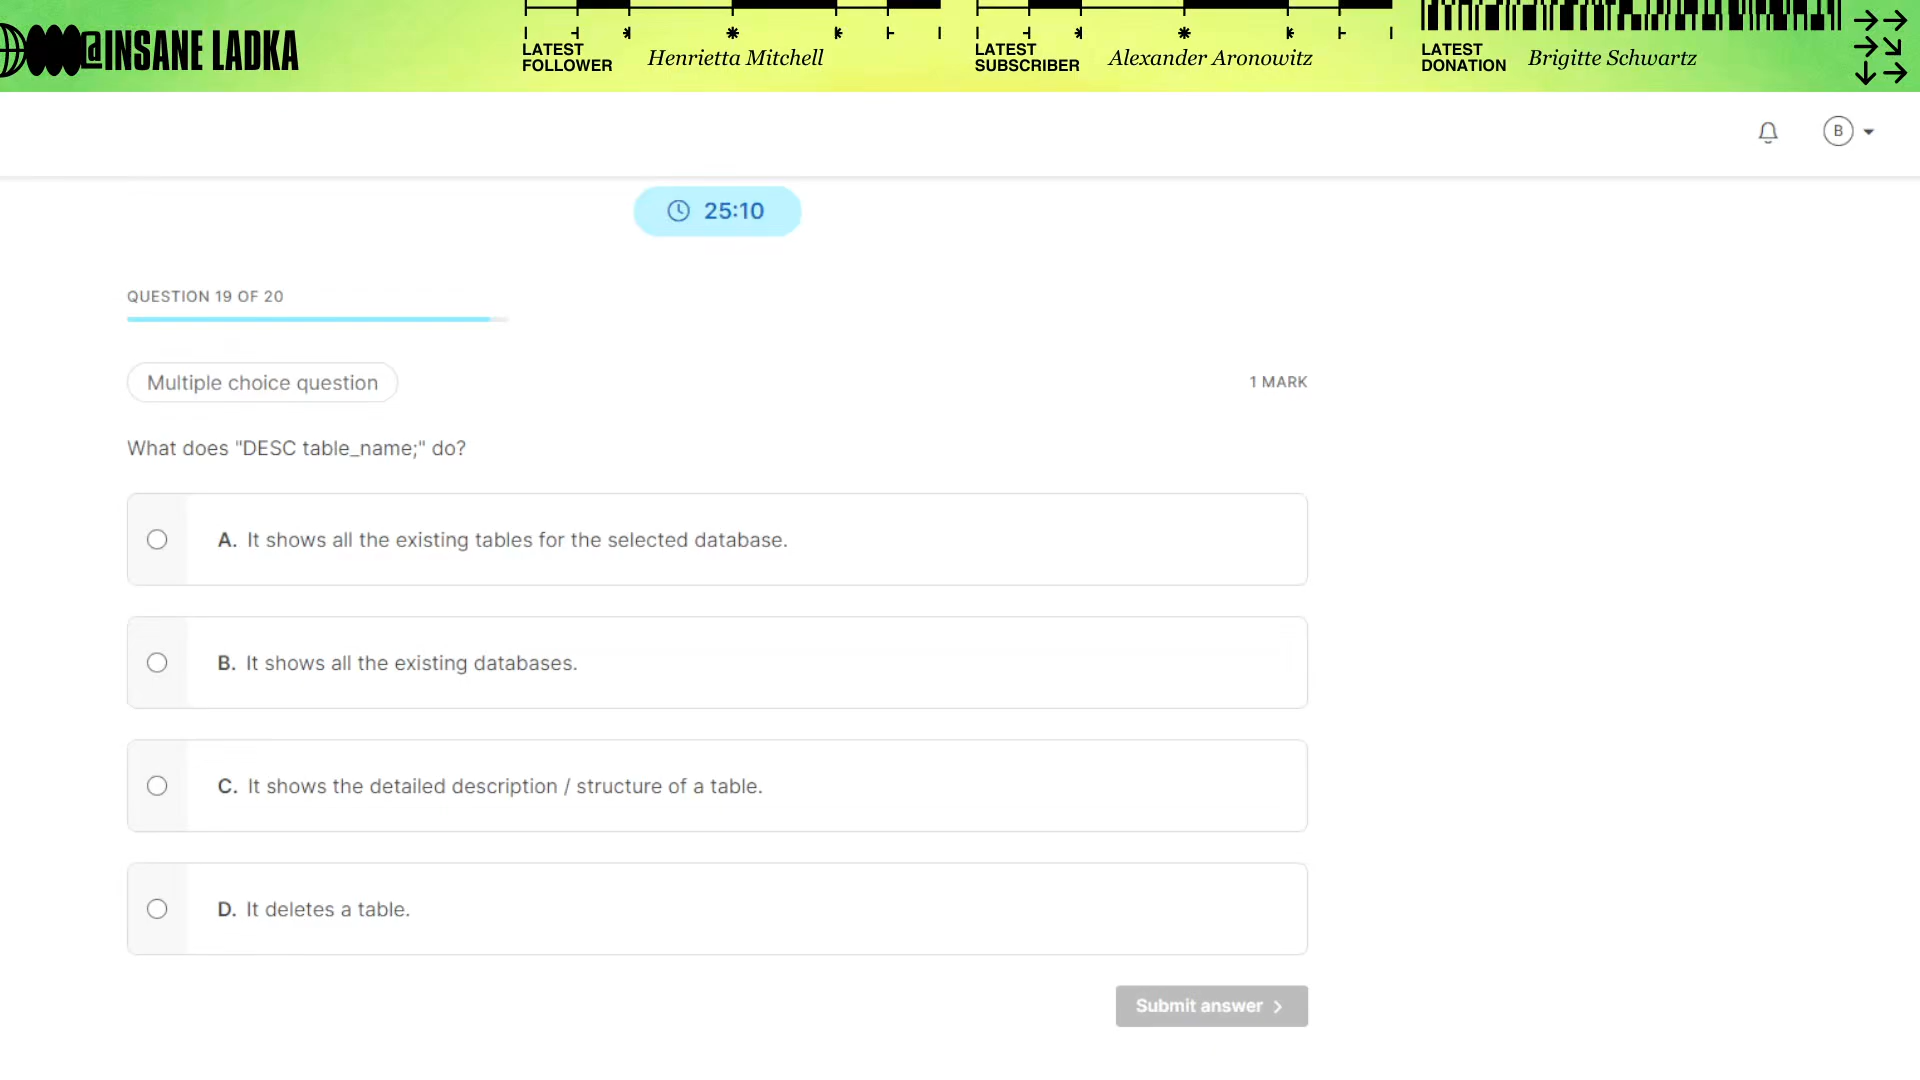 @INSANE LADKA
LATEST FOLLOWER Henrietta Mitchell
LATEST SUBSCRIBER Alexander Aronowitz
LATEST DONATION Brigitte Schwartz
B
25:10
QUESTION 19 OF 20
Multiple choice question
1 MARK
What does "DESC table_name;" do?
A. It shows all the existing tables for the selected database.
B. It shows all the existing databases.
C. It shows the detailed description / structure of a table.
D. It deletes a table.
Submit answer